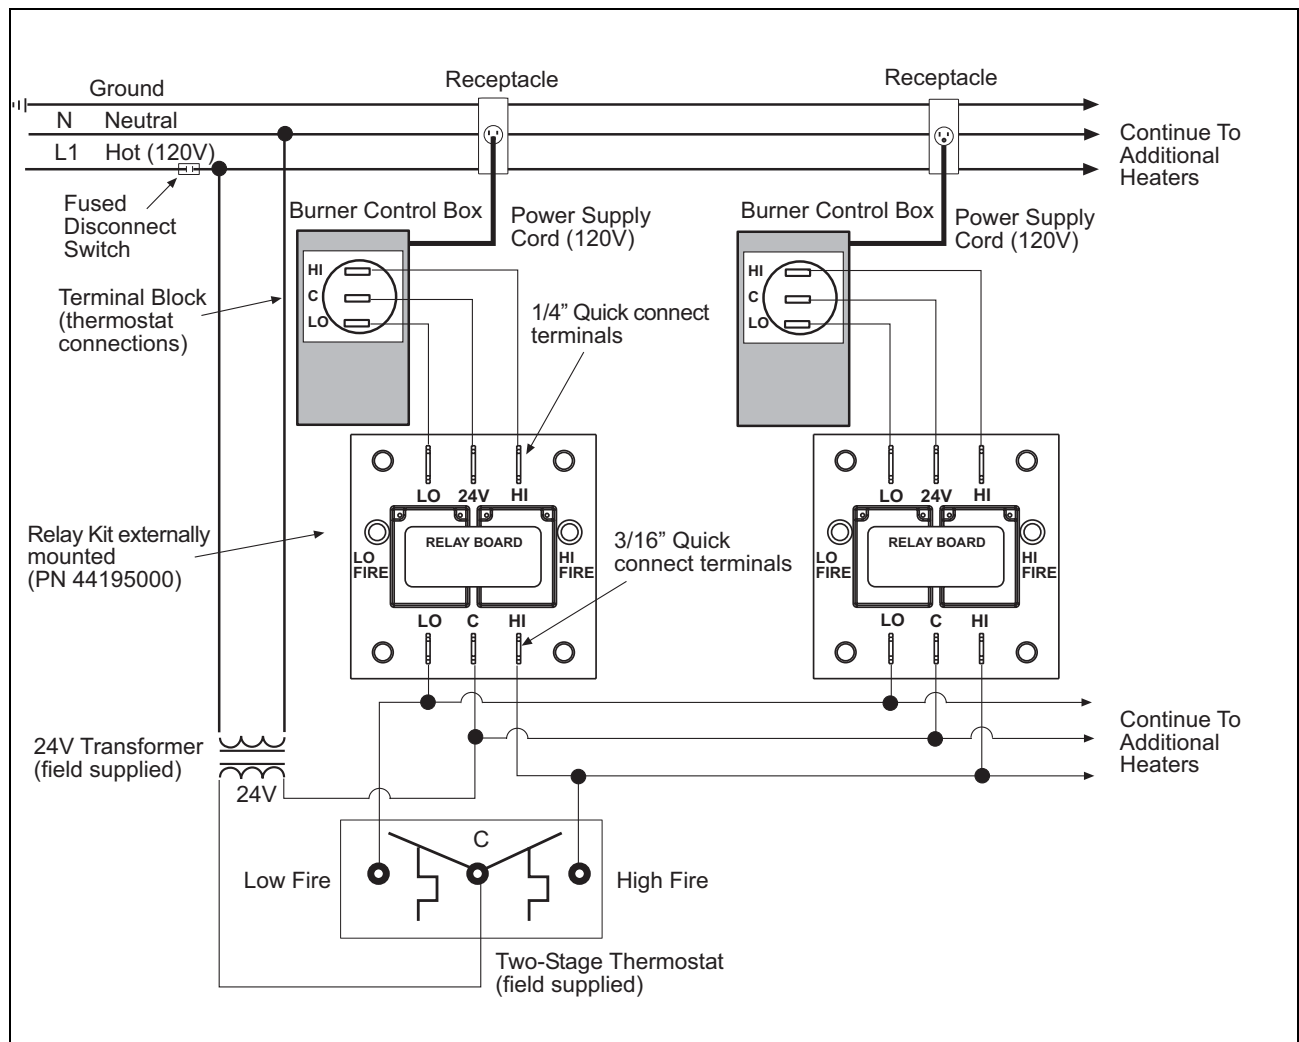 Receptacle
Receptacle
Ground
N Neutral
L1 Hot (120V)
Continue To
Additional
Heaters
Fused
Disconnect
Switch
Burner Control Box
Power Supply
Cord (120V)
Burner Control Box
Power Supply
Cord (120V)
HI
C
LO
HI
C
LO
Terminal Block
(thermostat
connections)
1/4” Quick connect
terminals
LO 24V HI
LO 24V HI
Relay Kit externally
mounted
(PN 44195000)
RELAY BOARD
LO
FIRE
HI
FIRE
3/16” Quick
connect terminals
RELAY BOARD
LO
FIRE
HI
FIRE
LO C HI
LO C HI
24V Transformer
(field supplied)
24V
Continue To
Additional
Heaters
C
Low Fire
High Fire
Two-Stage Thermostat
(field supplied)